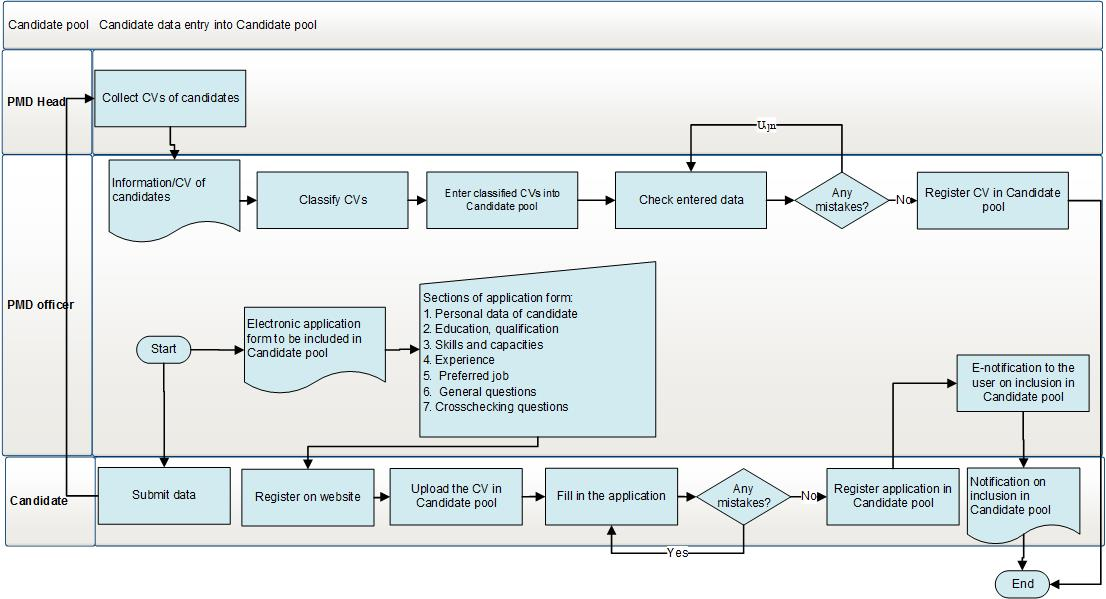 Candidate pool Candidate data entry into Candidate pool
PMD Head
Collect CVs of candidates
Այո
Information/CV of
candidates
Classify CVs
Enter classified CVs into
Candidate pool
Check entered data
Any
mistakes?
No
Register CV in Candidate
pool
PMD officer
Start
Electronic application
form to be included in
Candidate pool
Sections of application form:
1. Personal data of candidate
2. Education, qualification
3. Skills and capacities
4. Experience
5. Preferred job
6. General questions
7. Crosschecking questions
E-notification to the
user on inclusion in
Candidate pool
Candidate
Submit data
Register on website
Upload the CV in
Candidate pool
Fill in the application
Any
mistakes?
No
Register application in
Candidate pool
Notification on
inclusion in
Candidate pool
Yes
End